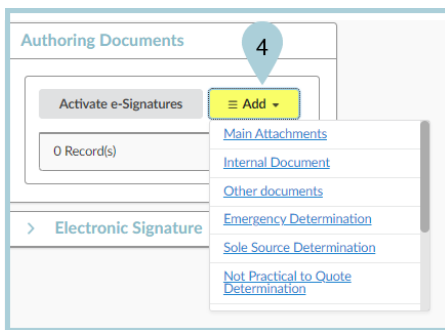 Authoring Documents
4
Activate e-Signatures
≡ Add
0 Record(s)
Main Attachments
Internal Document
Other documents
Emergency Determination
Electronic Signature
Sole Source Determination
Not Practical to Quote
Determination